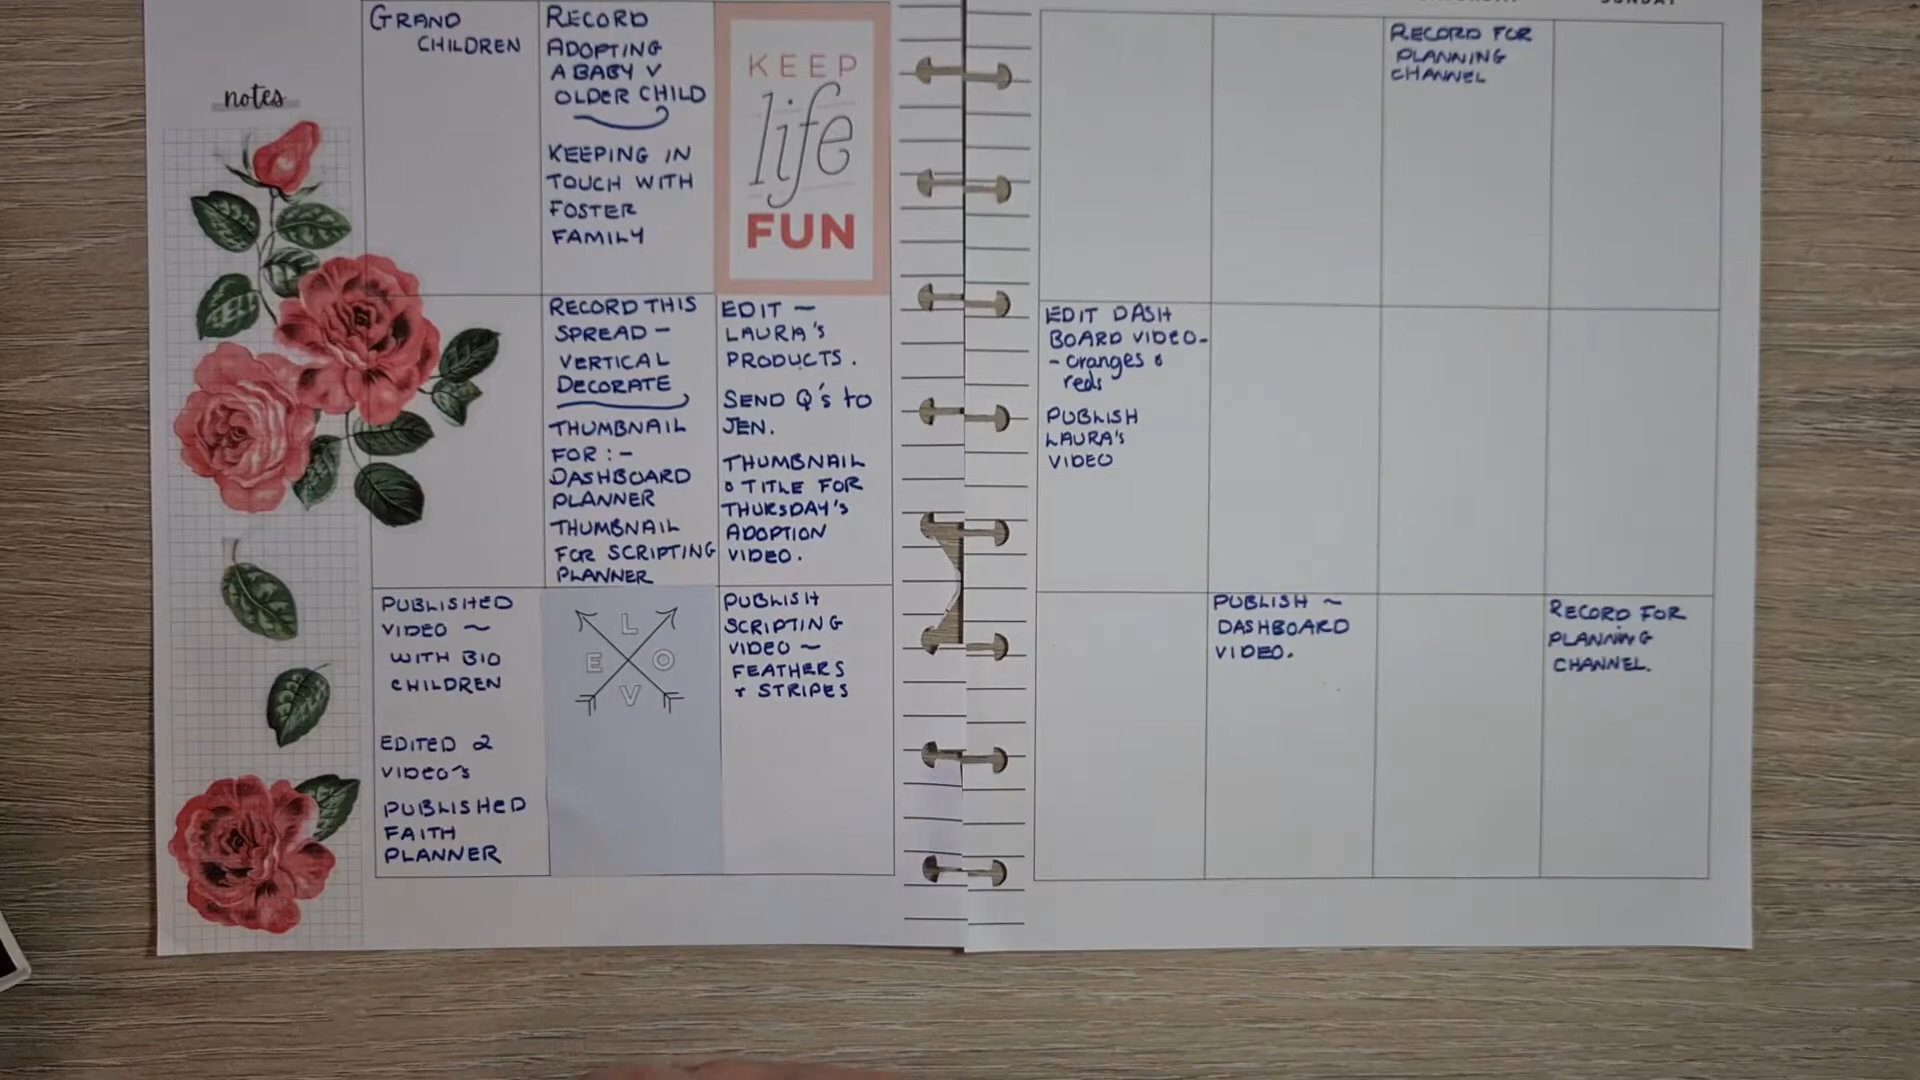 SUNDAY
notes
GRAND
CHILDREN
RECORD
ADOPTING
A BABY V
OLDER CHILD
KEEPING IN
TOUCH WITH
FOSTER
FAMILY
KEEP
life
FUN
RECORD FOR
PLANNING
CHANNEL
RECORD THIS
SPREAD -
VERTICAL
DECORATE
THUMBNAIL
FOR :-
DASHBOARD
PLANNER
THUMBNAIL
FOR SCRIPTING
PLANNER
EDIT ~
LAURA'S
PRODUCTS.
SEND Q'S to
JEN.
THUMBNAIL
& TITLE FOR
THURSDAY'S
ADOPTION
VIDEO.
EDIT DASH
BOARD VIDEO-
- oranges &
reds
PUBLISH
LAURA'S
VIDEO
PUBLISHED
VIDEO ~
WITH BIO
CHILDREN
EDITED 2
VIDEO'S
PUBLISHED
FAITH
PLANNER
L
E O
V
PUBLISH
SCRIPTING
VIDEO ~
FEATHERS
+ STRIPES
PUBLISH ~
DASHBOARD
VIDEO.
RECORD FOR
PLANNING
CHANNEL.